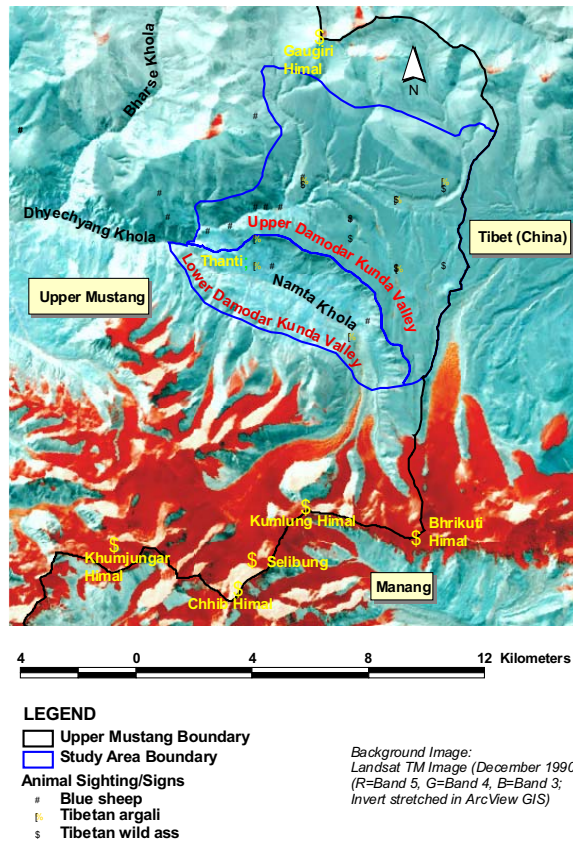 Gaugiri
Himal
Bharse Khola
N
Dhyechyang Khola
Upper Damodar Kunda Valley
Tibet (China)
Thanti
Namta Khola
Upper Mustang
Lower Damodar Kunda Valley
Kumlung Himal
Bhrikuti
Himal
Khumjungar
Himal
Selibung
Manang
Chhib Himal
4 0 4 8 12 Kilometers
LEGEND
Upper Mustang Boundary
Study Area Boundary
Animal Sighting/Signs
# Blue sheep
[ Tibetan argali
$ Tibetan wild ass
Background Image:
Landsat TM Image (December 1990
(R=Band 5, G=Band 4, B=Band 3;
Invert stretched in ArcView GIS)